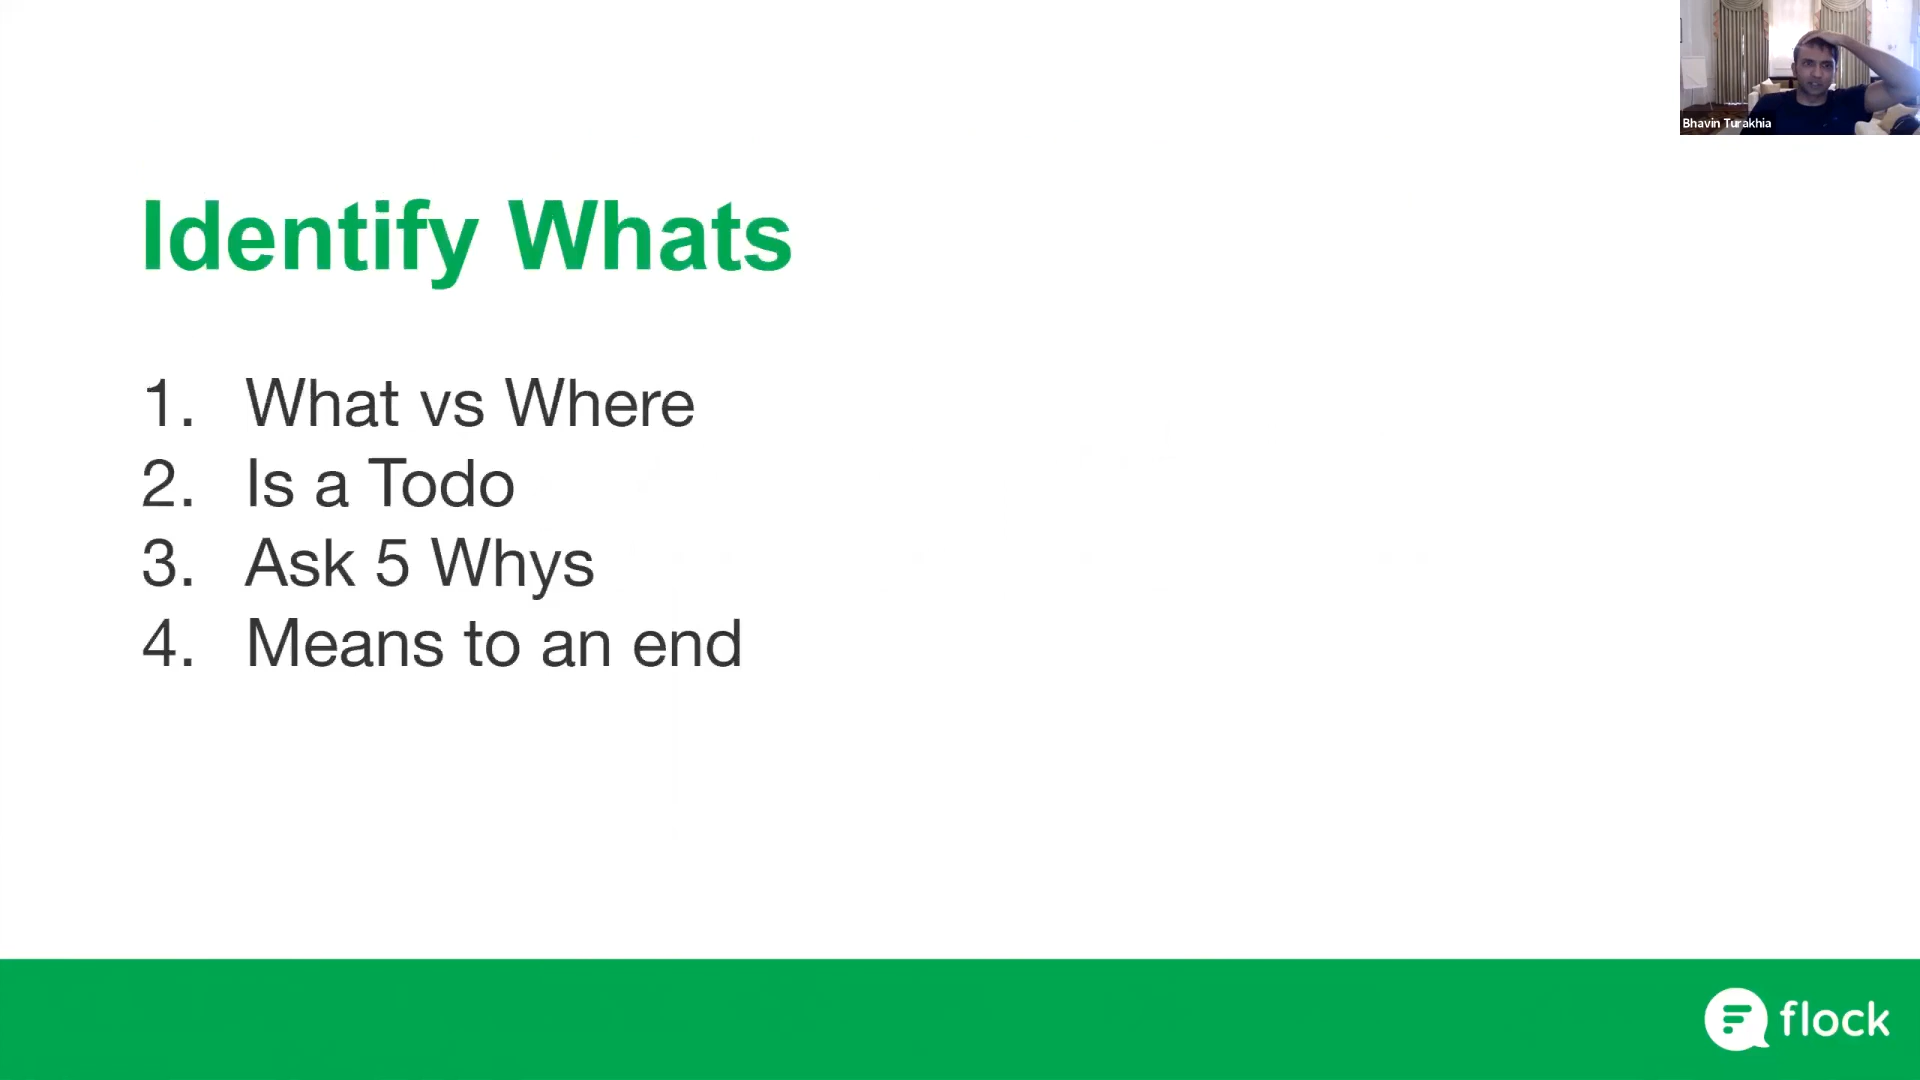 Bhavin Turakhia
Identify Whats
1. What vs Where
2. Is a Todo
3. Ask 5 Whys
4. Means to an end
flock